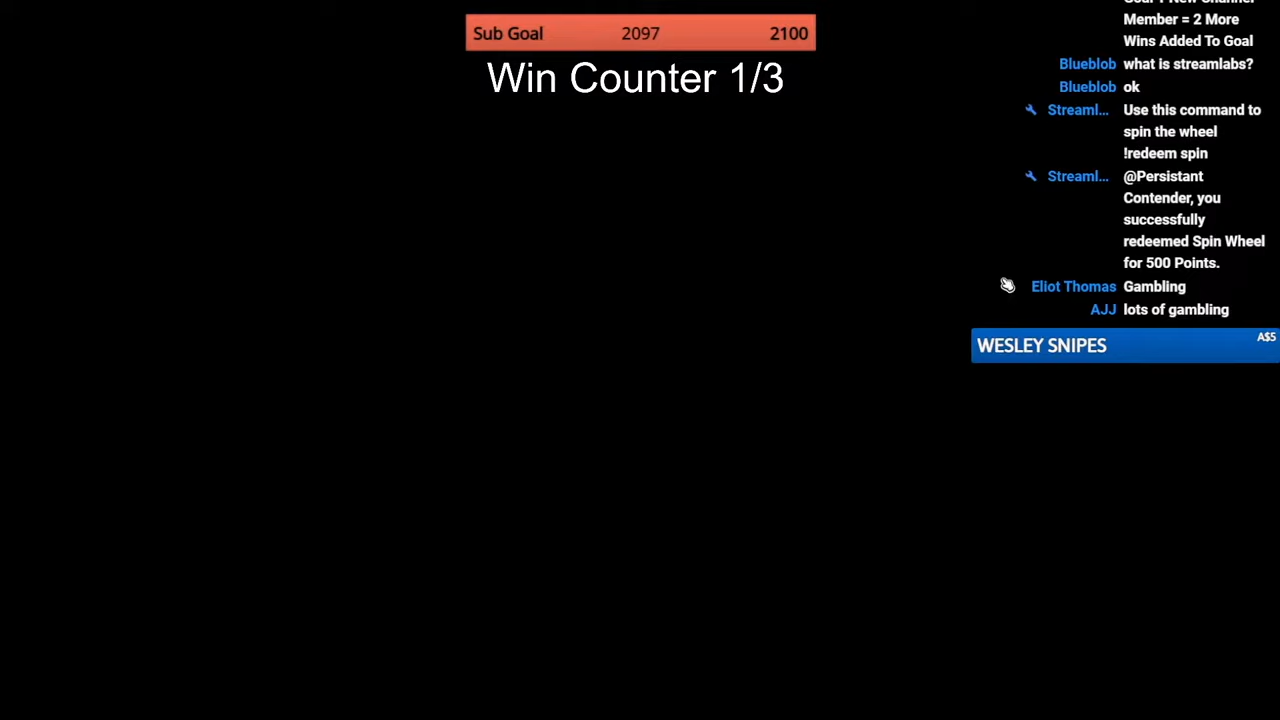 Sub Goal 2097 2100
Win Counter 1/3
Member = 2 More
Wins Added To Goal
Blueblob what is streamlabs?
Blueblob ok
Streaml... Use this command to
spin the wheel
!redeem spin
Streaml... @Persistant
Contender, you
successfully
redeemed Spin Wheel
for 500 Points.
Eliot Thomas Gambling
AJJ lots of gambling
WESLEY SNIPES A$5